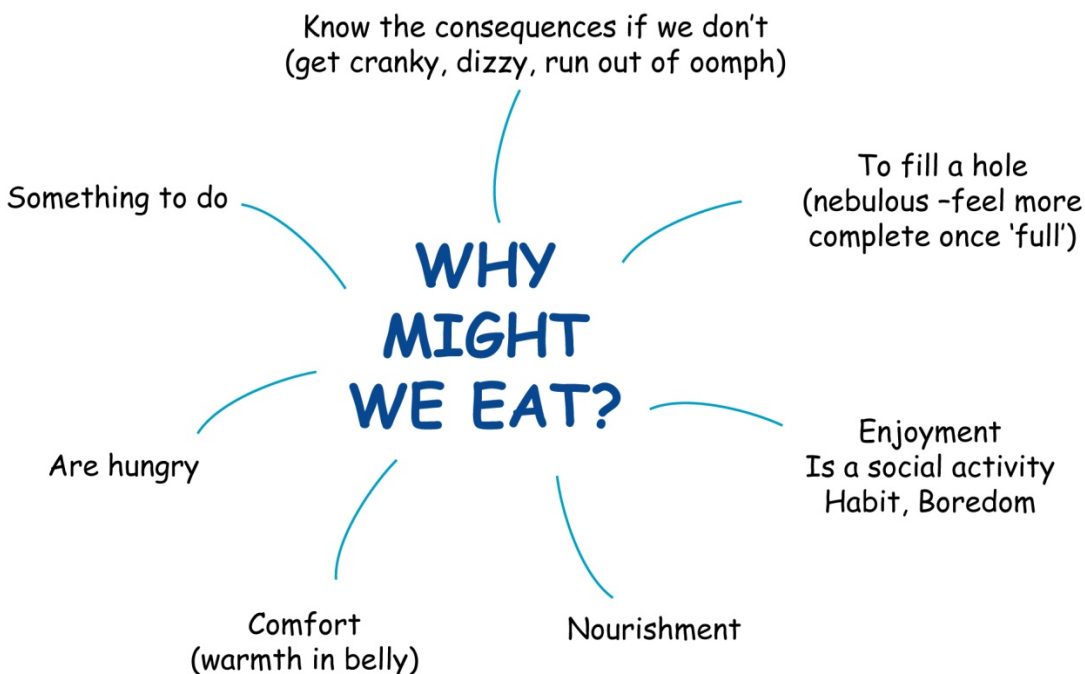 Know the consequences if we don't
(get cranky, dizzy, run out of oomph)
To fill a hole
(nebulous –feel more
complete once ‘full’)
Something to do
WHY
MIGHT
WE EAT?
Enjoyment
Is a social activity
Habit, Boredom
Are hungry
Comfort
(warmth in belly)
Nourishment